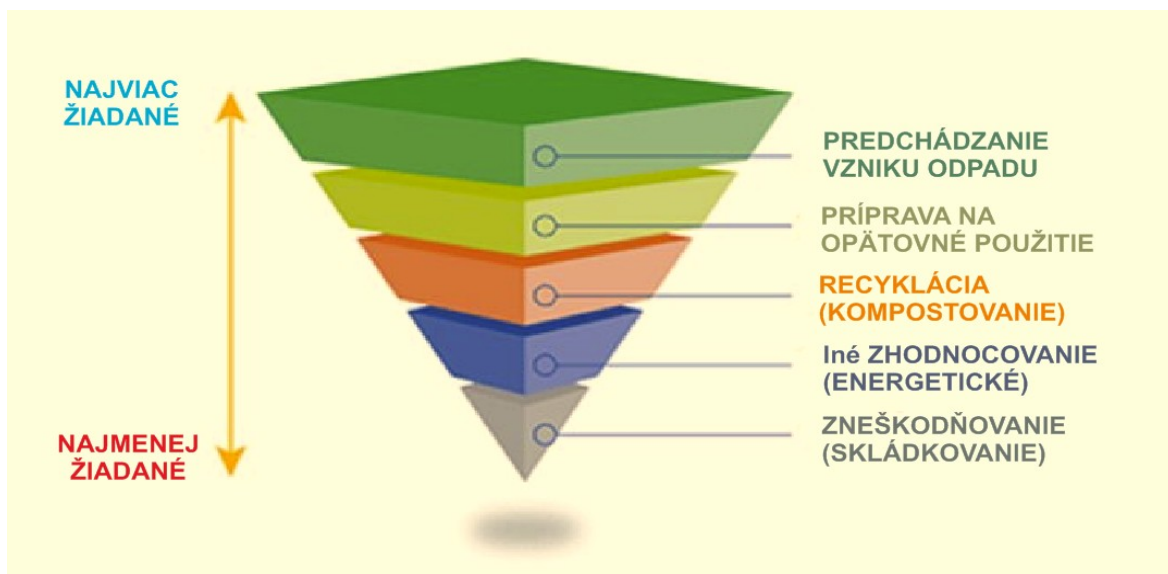 NAJVIAC
ŽIADANÉ
PREDCHÁDZANIE
VZNIKU ODPADU
PRÍPRAVA NA
OPÄTOVNÉ POUŽITIE
RECYKLÁCIA
(KOMPOSTOVANIE)
Iné ZHODNOCOVANIE
(ENERGETICKÉ)
ZNEŠKODŇOVANIE
(SKLÁDKOVANIE)
NAJMENEJ
ŽIADANÉ